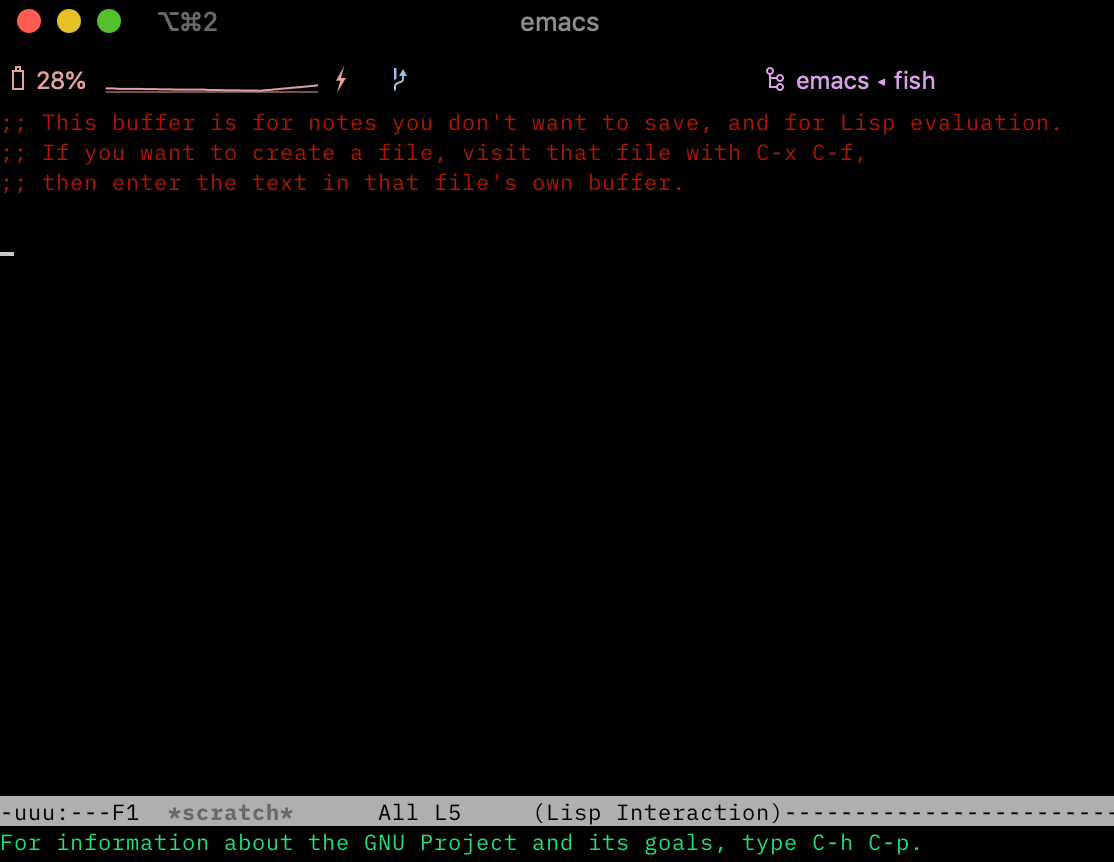 ⌥⌘2 emacs
28% emacs ◂ fish
;; This buffer is for notes you don't want to save, and for Lisp evaluation.
;; If you want to create a file, visit that file with C-x C-f,
;; then enter the text in that file's own buffer.
-uuu:---F1  *scratch*      All L5     (Lisp Interaction)------------------------
For information about the GNU Project and its goals, type C-h C-p.